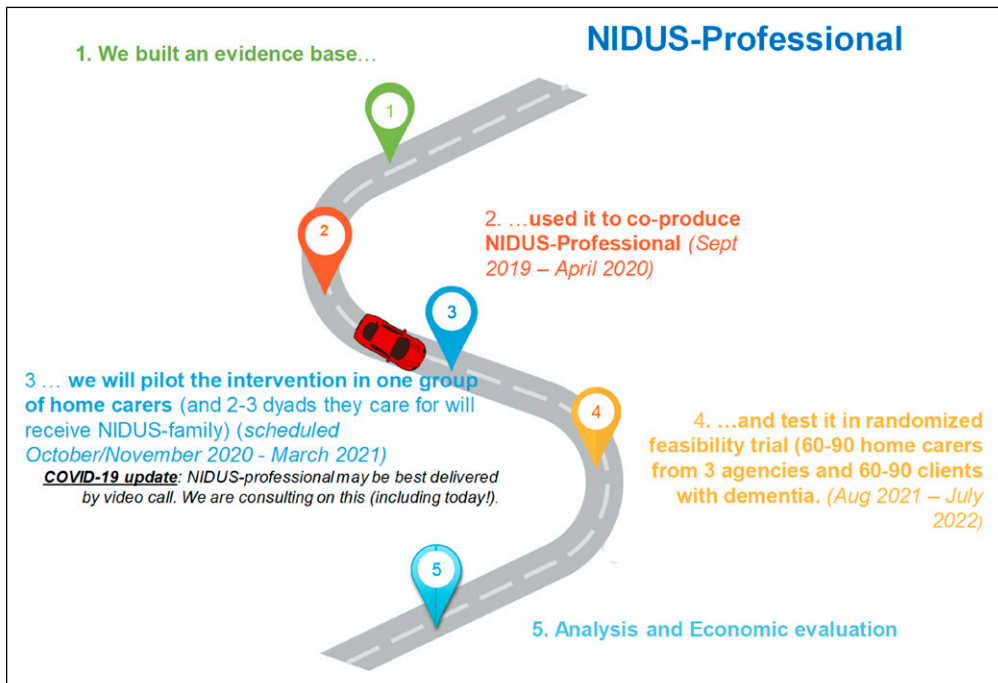 NIDUS-Professional
1. We built an evidence base…
1
2
2. …used it to co-produce
NIDUS-Professional (Sept
2019 – April 2020)
3
3 … we will pilot the intervention in one group
of home carers (and 2-3 dyads they care for will
receive NIDUS-family) (scheduled
October/November 2020 - March 2021)
COVID-19 update: NIDUS-professional may be best delivered
by video call. We are consulting on this (including today!).
4
4. …and test it in randomized
feasibility trial (60-90 home carers
from 3 agencies and 60-90 clients
with dementia. (Aug 2021 – July
2022)
5
5. Analysis and Economic evaluation